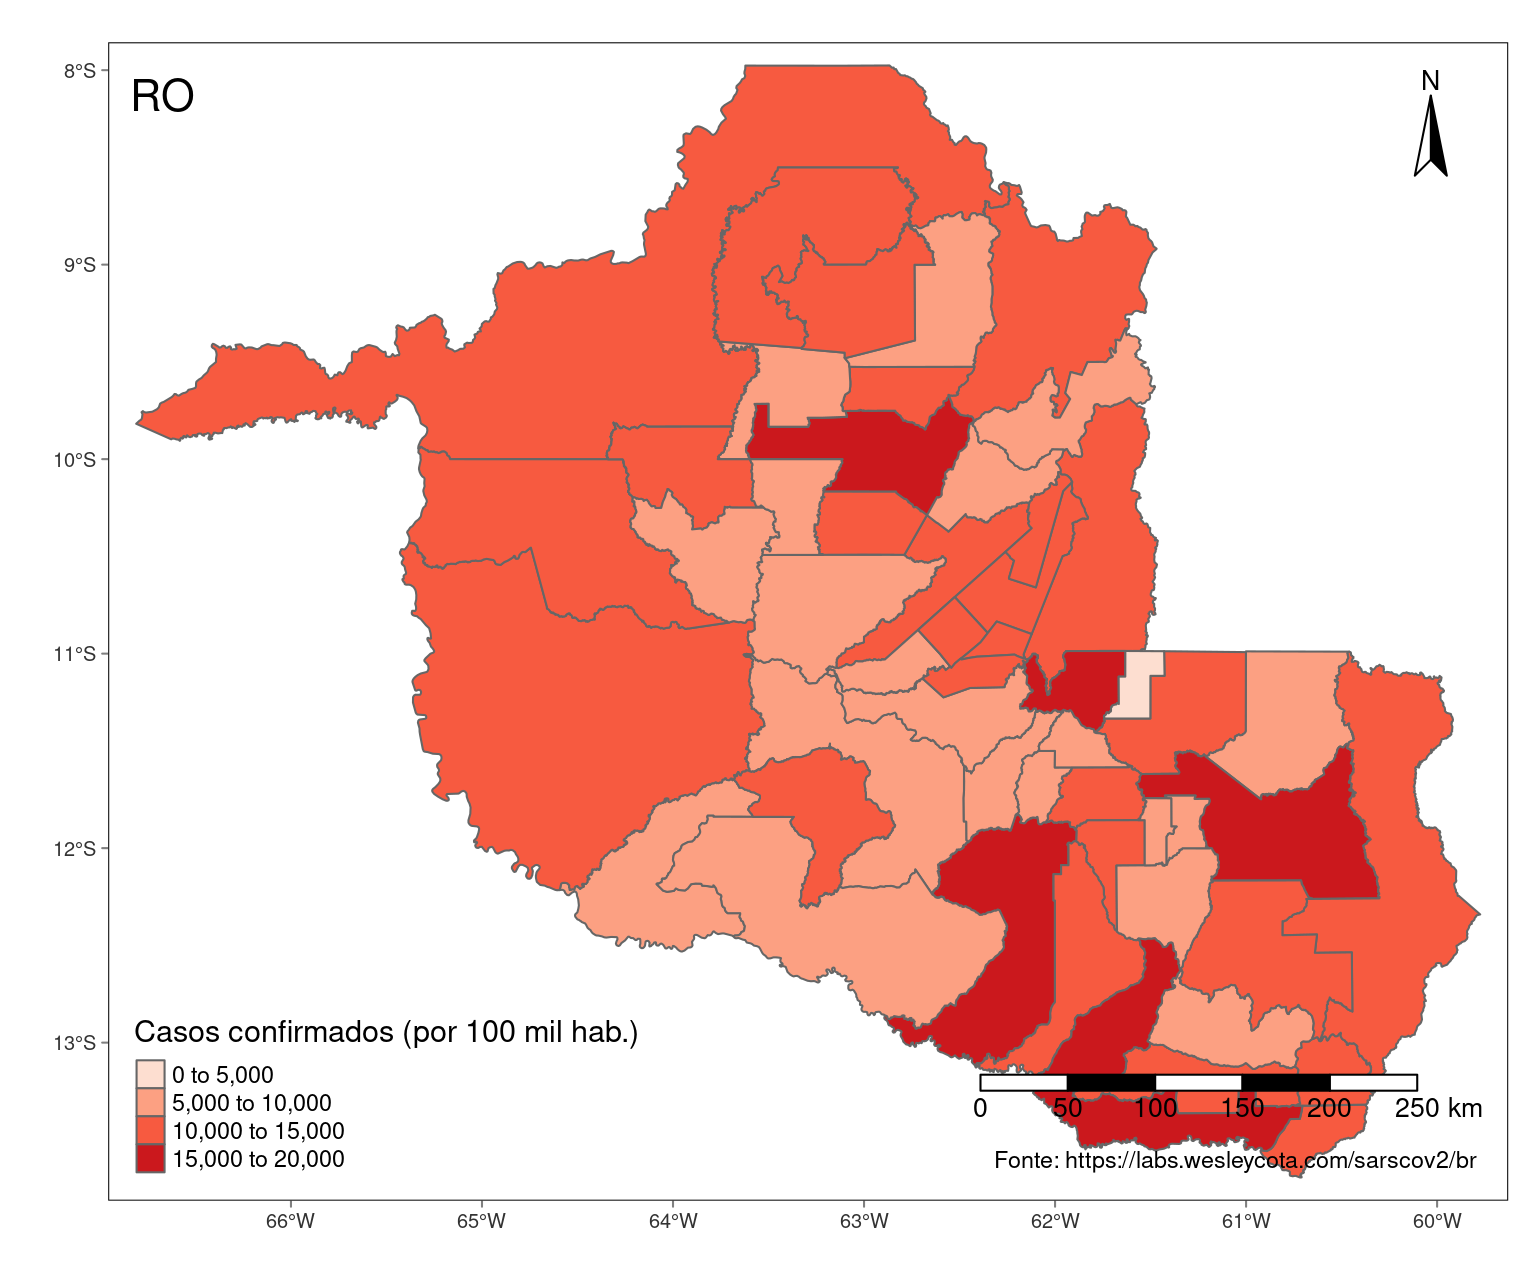 RO
N
8°S
9°S
10°S
11°S
12°S
13°S
Casos confirmados (por 100 mil hab.)
0 to 5,000
5,000 to 10,000
10,000 to 15,000
15,000 to 20,000
0 50 100 150 200 250 km
Fonte: https://labs.wesleycota.com/sarscov2/br
66°W 65°W 64°W 63°W 62°W 61°W 60°W